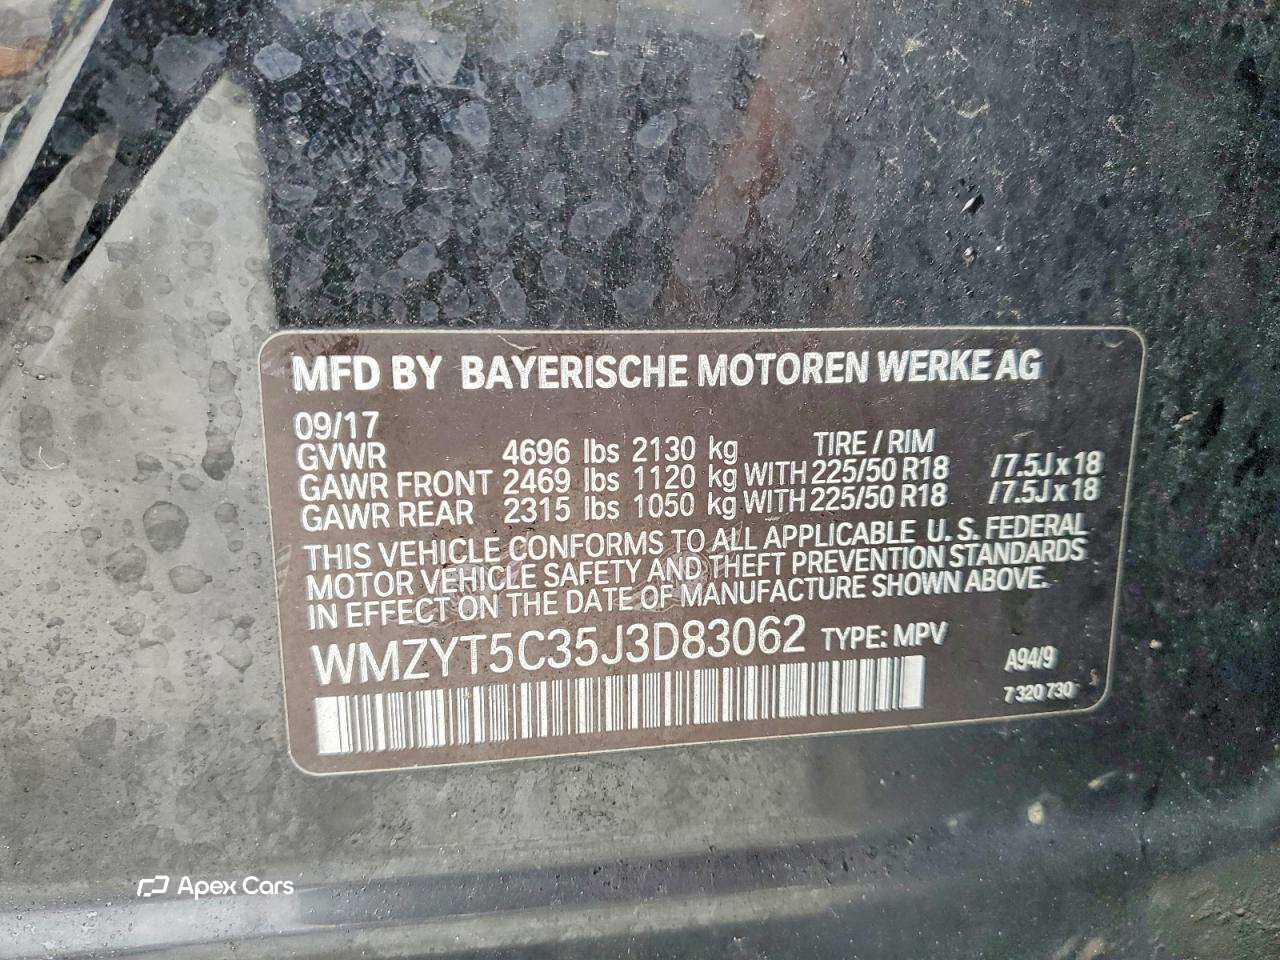 MFD BY BAYERISCHE MOTOREN WERKE AG
09/17
GVWR 4696 lbs 2130 kg TIRE / RIM
GAWR FRONT 2469 lbs 1120 kg WITH 225/50 R18 /7.5J x 18
GAWR REAR 2315 lbs 1050 kg WITH 225/50 R18 /7.5J x 18
THIS VEHICLE CONFORMS TO ALL APPLICABLE U. S. FEDERAL
MOTOR VEHICLE SAFETY AND THEFT PREVENTION STANDARDS
IN EFFECT ON THE DATE OF MANUFACTURE SHOWN ABOVE.
WMZYT5C35J3D83062 TYPE: MPV
A94/9
7 320 730
Apex Cars